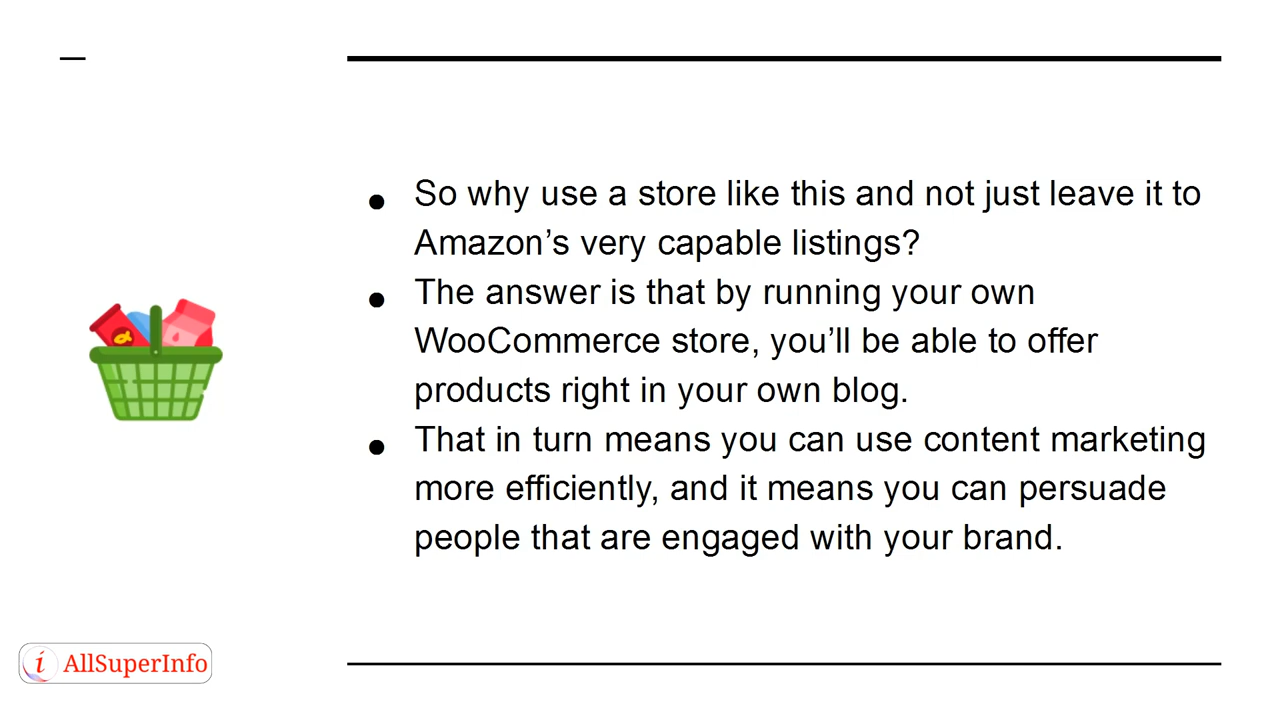 ● So why use a store like this and not just leave it to
Amazon’s very capable listings?
● The answer is that by running your own
WooCommerce store, you’ll be able to offer
products right in your own blog.
● That in turn means you can use content marketing
more efficiently, and it means you can persuade
people that are engaged with your brand.
i AllSuperInfo